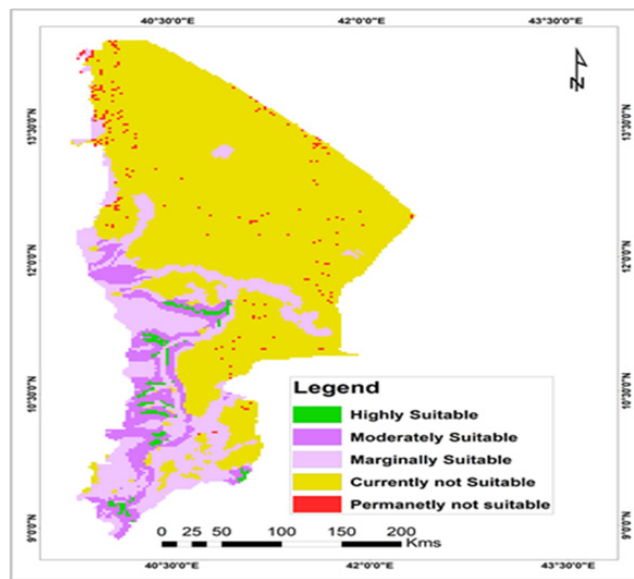 40°30'0"E 42°0'0"E 43°30'0"E
N
13°30'0"N 13°30'0"N
12°0'0"N 12°0'0"N
10°30'0"N 10°30'0"N
9°0'0"N 9°0'0"N
Legend
Highly Suitable
Moderately Suitable
Marginally Suitable
Currently not Suitable
Permanetly not suitable
0 25 50 100 150 200
Kms
40°30'0"E 42°0'0"E 43°30'0"E